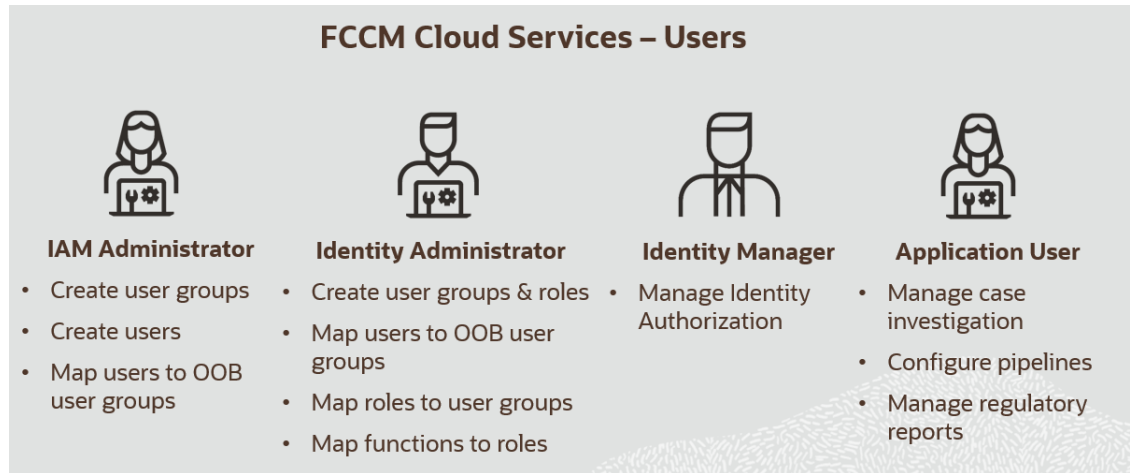 FCCM Cloud Services – Users
IAM Administrator
• Create user groups
• Create users
• Map users to OOB
user groups
Identity Administrator
• Create user groups & roles
• Map users to OOB user
groups
• Map roles to user groups
• Map functions to roles
Identity Manager
• Manage Identity
Authorization
Application User
• Manage case
investigation
• Configure pipelines
• Manage regulatory
reports